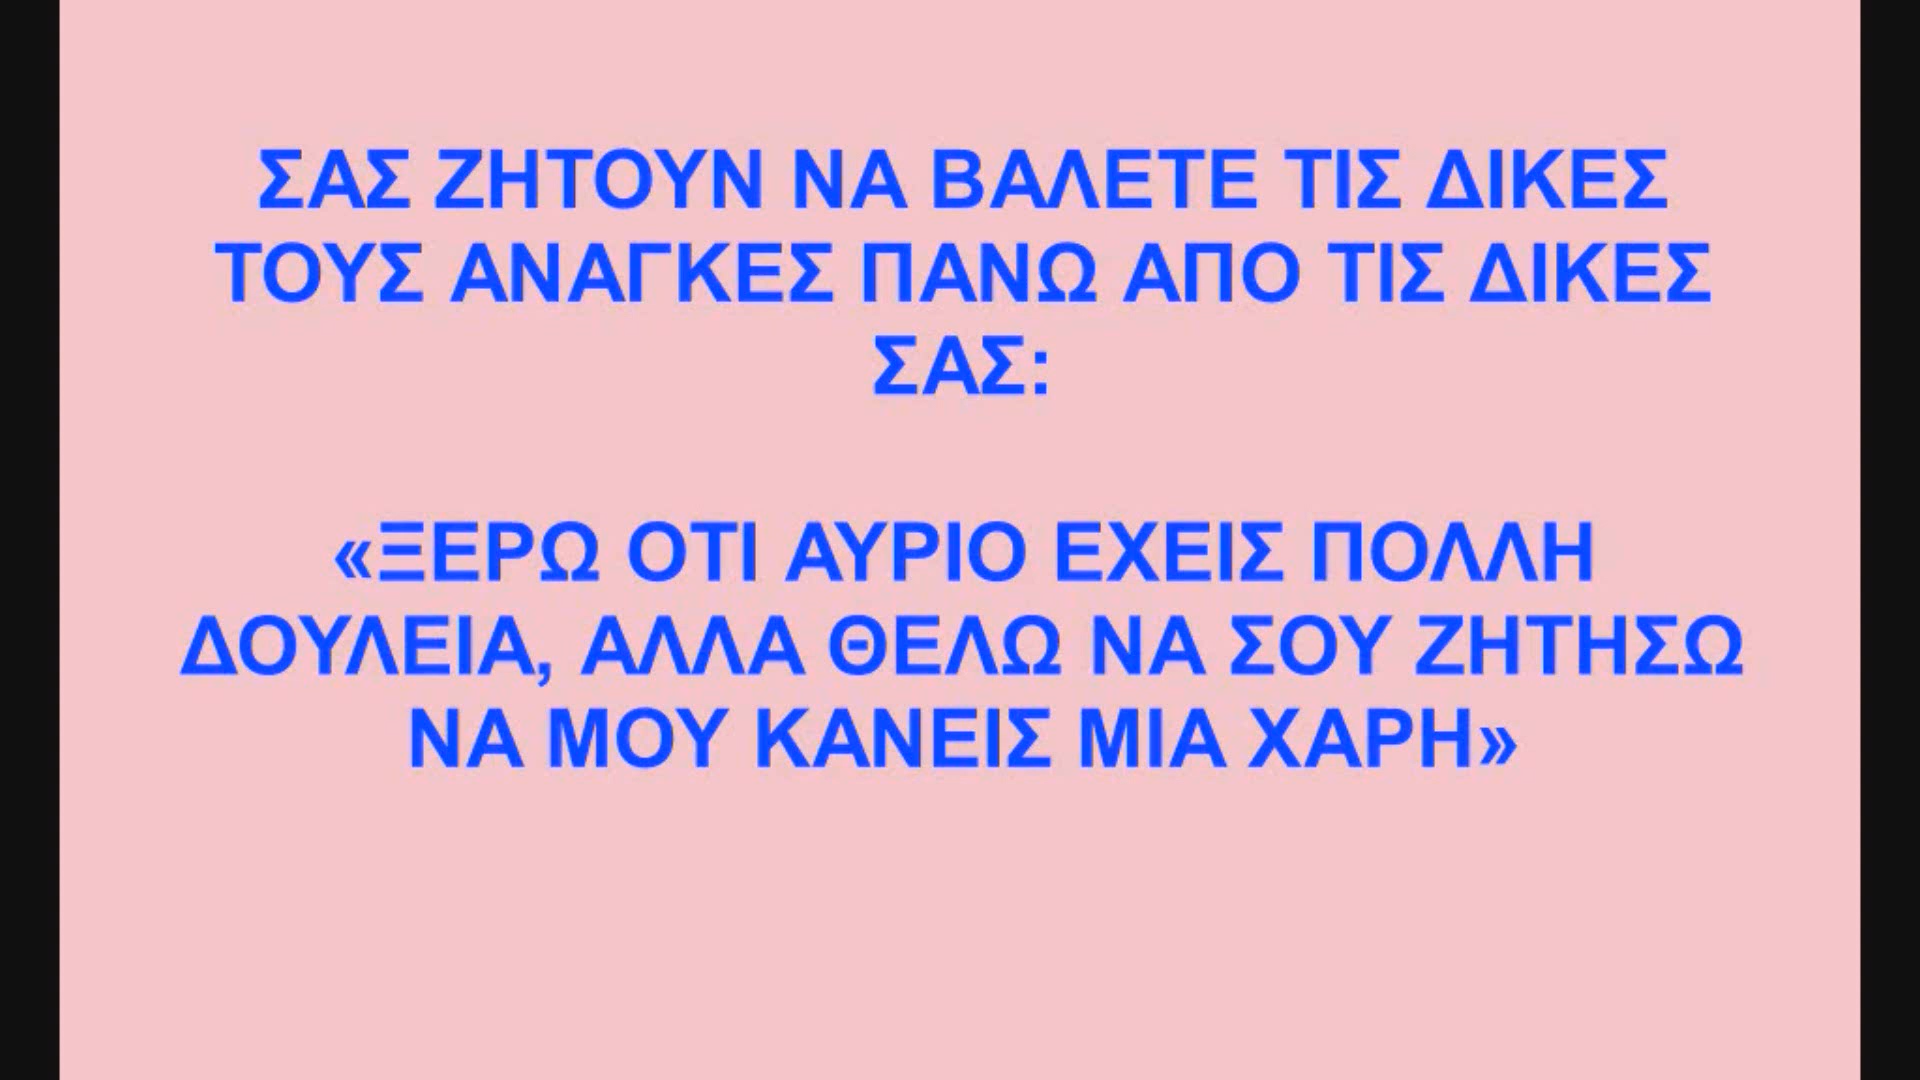 ΣΑΣ ΖΗΤΟΥΝ ΝΑ ΒΑΛΕΤΕ ΤΙΣ ΔΙΚΕΣ
ΤΟΥΣ ΑΝΑΓΚΕΣ ΠΑΝΩ ΑΠΟ ΤΙΣ ΔΙΚΕΣ
ΣΑΣ:
«ΞΕΡΩ ΟΤΙ ΑΥΡΙΟ ΕΧΕΙΣ ΠΟΛΛΗ
ΔΟΥΛΕΙΑ, ΑΛΛΑ ΘΕΛΩ ΝΑ ΣΟΥ ΖΗΤΗΣΩ
ΝΑ ΜΟΥ ΚΑΝΕΙΣ ΜΙΑ ΧΑΡΗ»